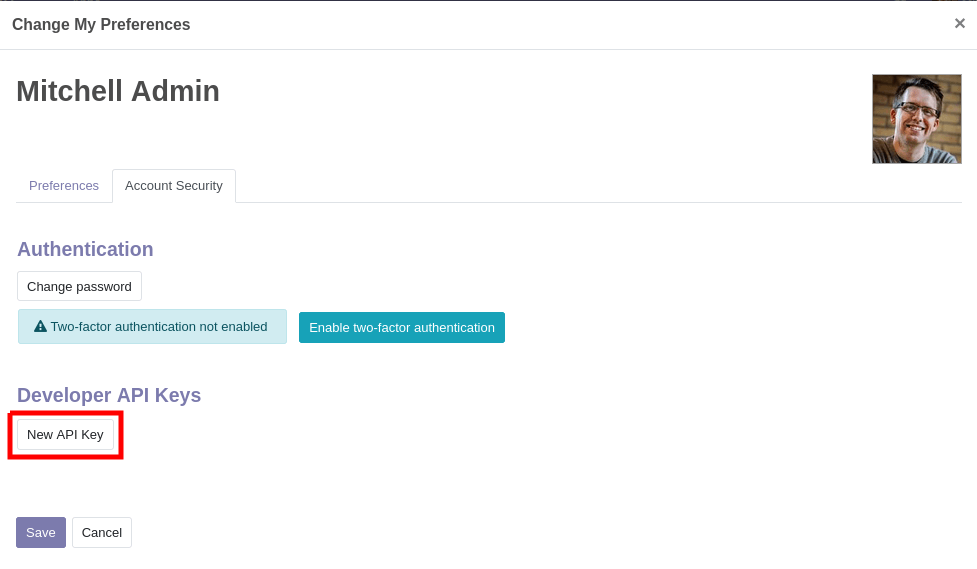 Change My Preferences ×
Mitchell Admin
Preferences Account Security
Authentication
Change password
Two-factor authentication not enabled Enable two-factor authentication
Developer API Keys
New API Key
Save Cancel